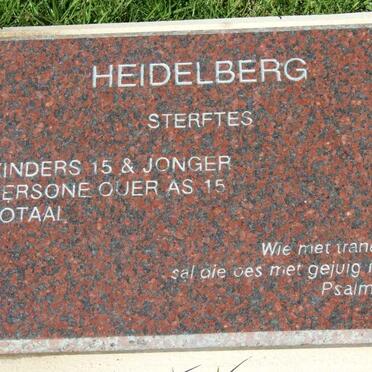 HEIDELBERG
STERFTES
KINDERS 15 & JONGER
PERSONE OUER AS 15
TOTAAL
Wie met trane
sal die oes met gejuig
Psalm